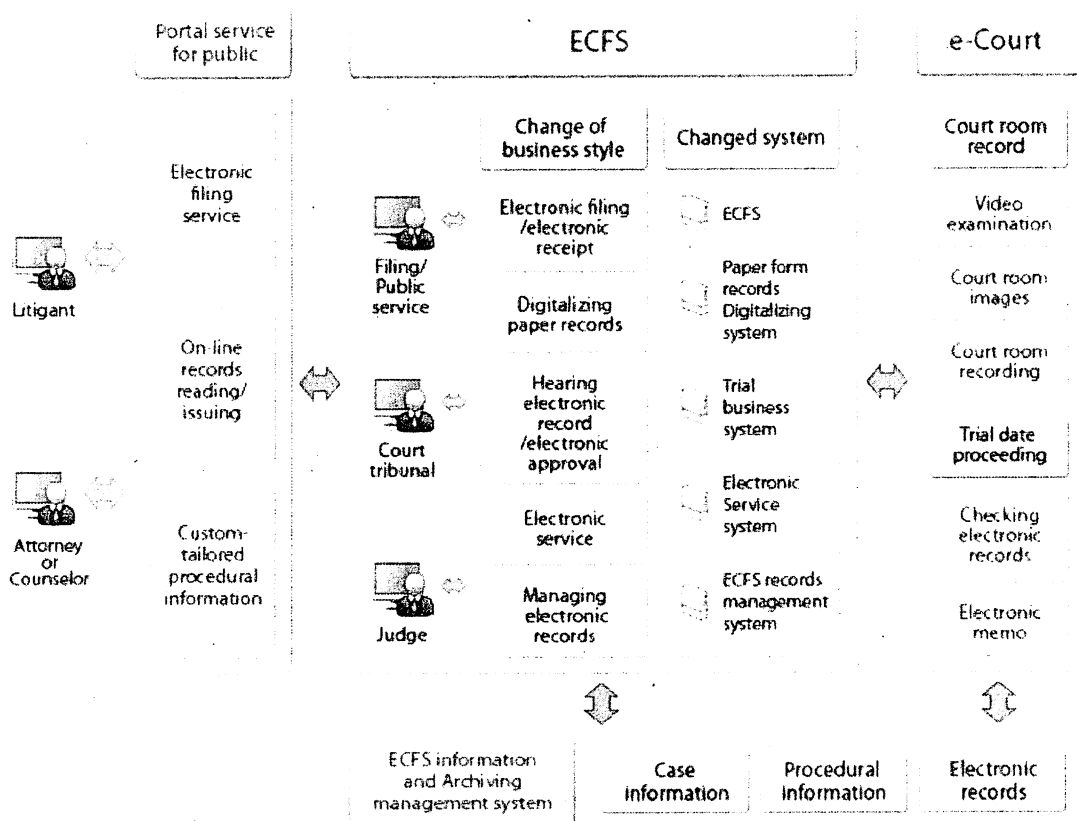 Portal service
for public
ECFS
e-Court
Change of
business style
Changed system
Court room
record
Electronic
filing
service
Litigant
On-line
records
reading/
issuing
Attorney
or
Counselor
Custom-
tailored
procedural
information
Filing/
Public
service
Court
tribunal
Judge
Electronic filing
/electronic
receipt
Digitalizing
paper records
Hearing
electronic
record
/electronic
approval
Electronic
service
Managing
electronic
records
ECFS
Paper form
records
Digitalizing
system
Trial
business
system
Electronic
Service
system
ECFS records
management
system
Video
examination
Court room
images
Court room
recording
Trial date
proceeding
Checking
electronic
records
Electronic
memo
ECFS information
and Archiving
management system
Case
information
Procedural
information
Electronic
records